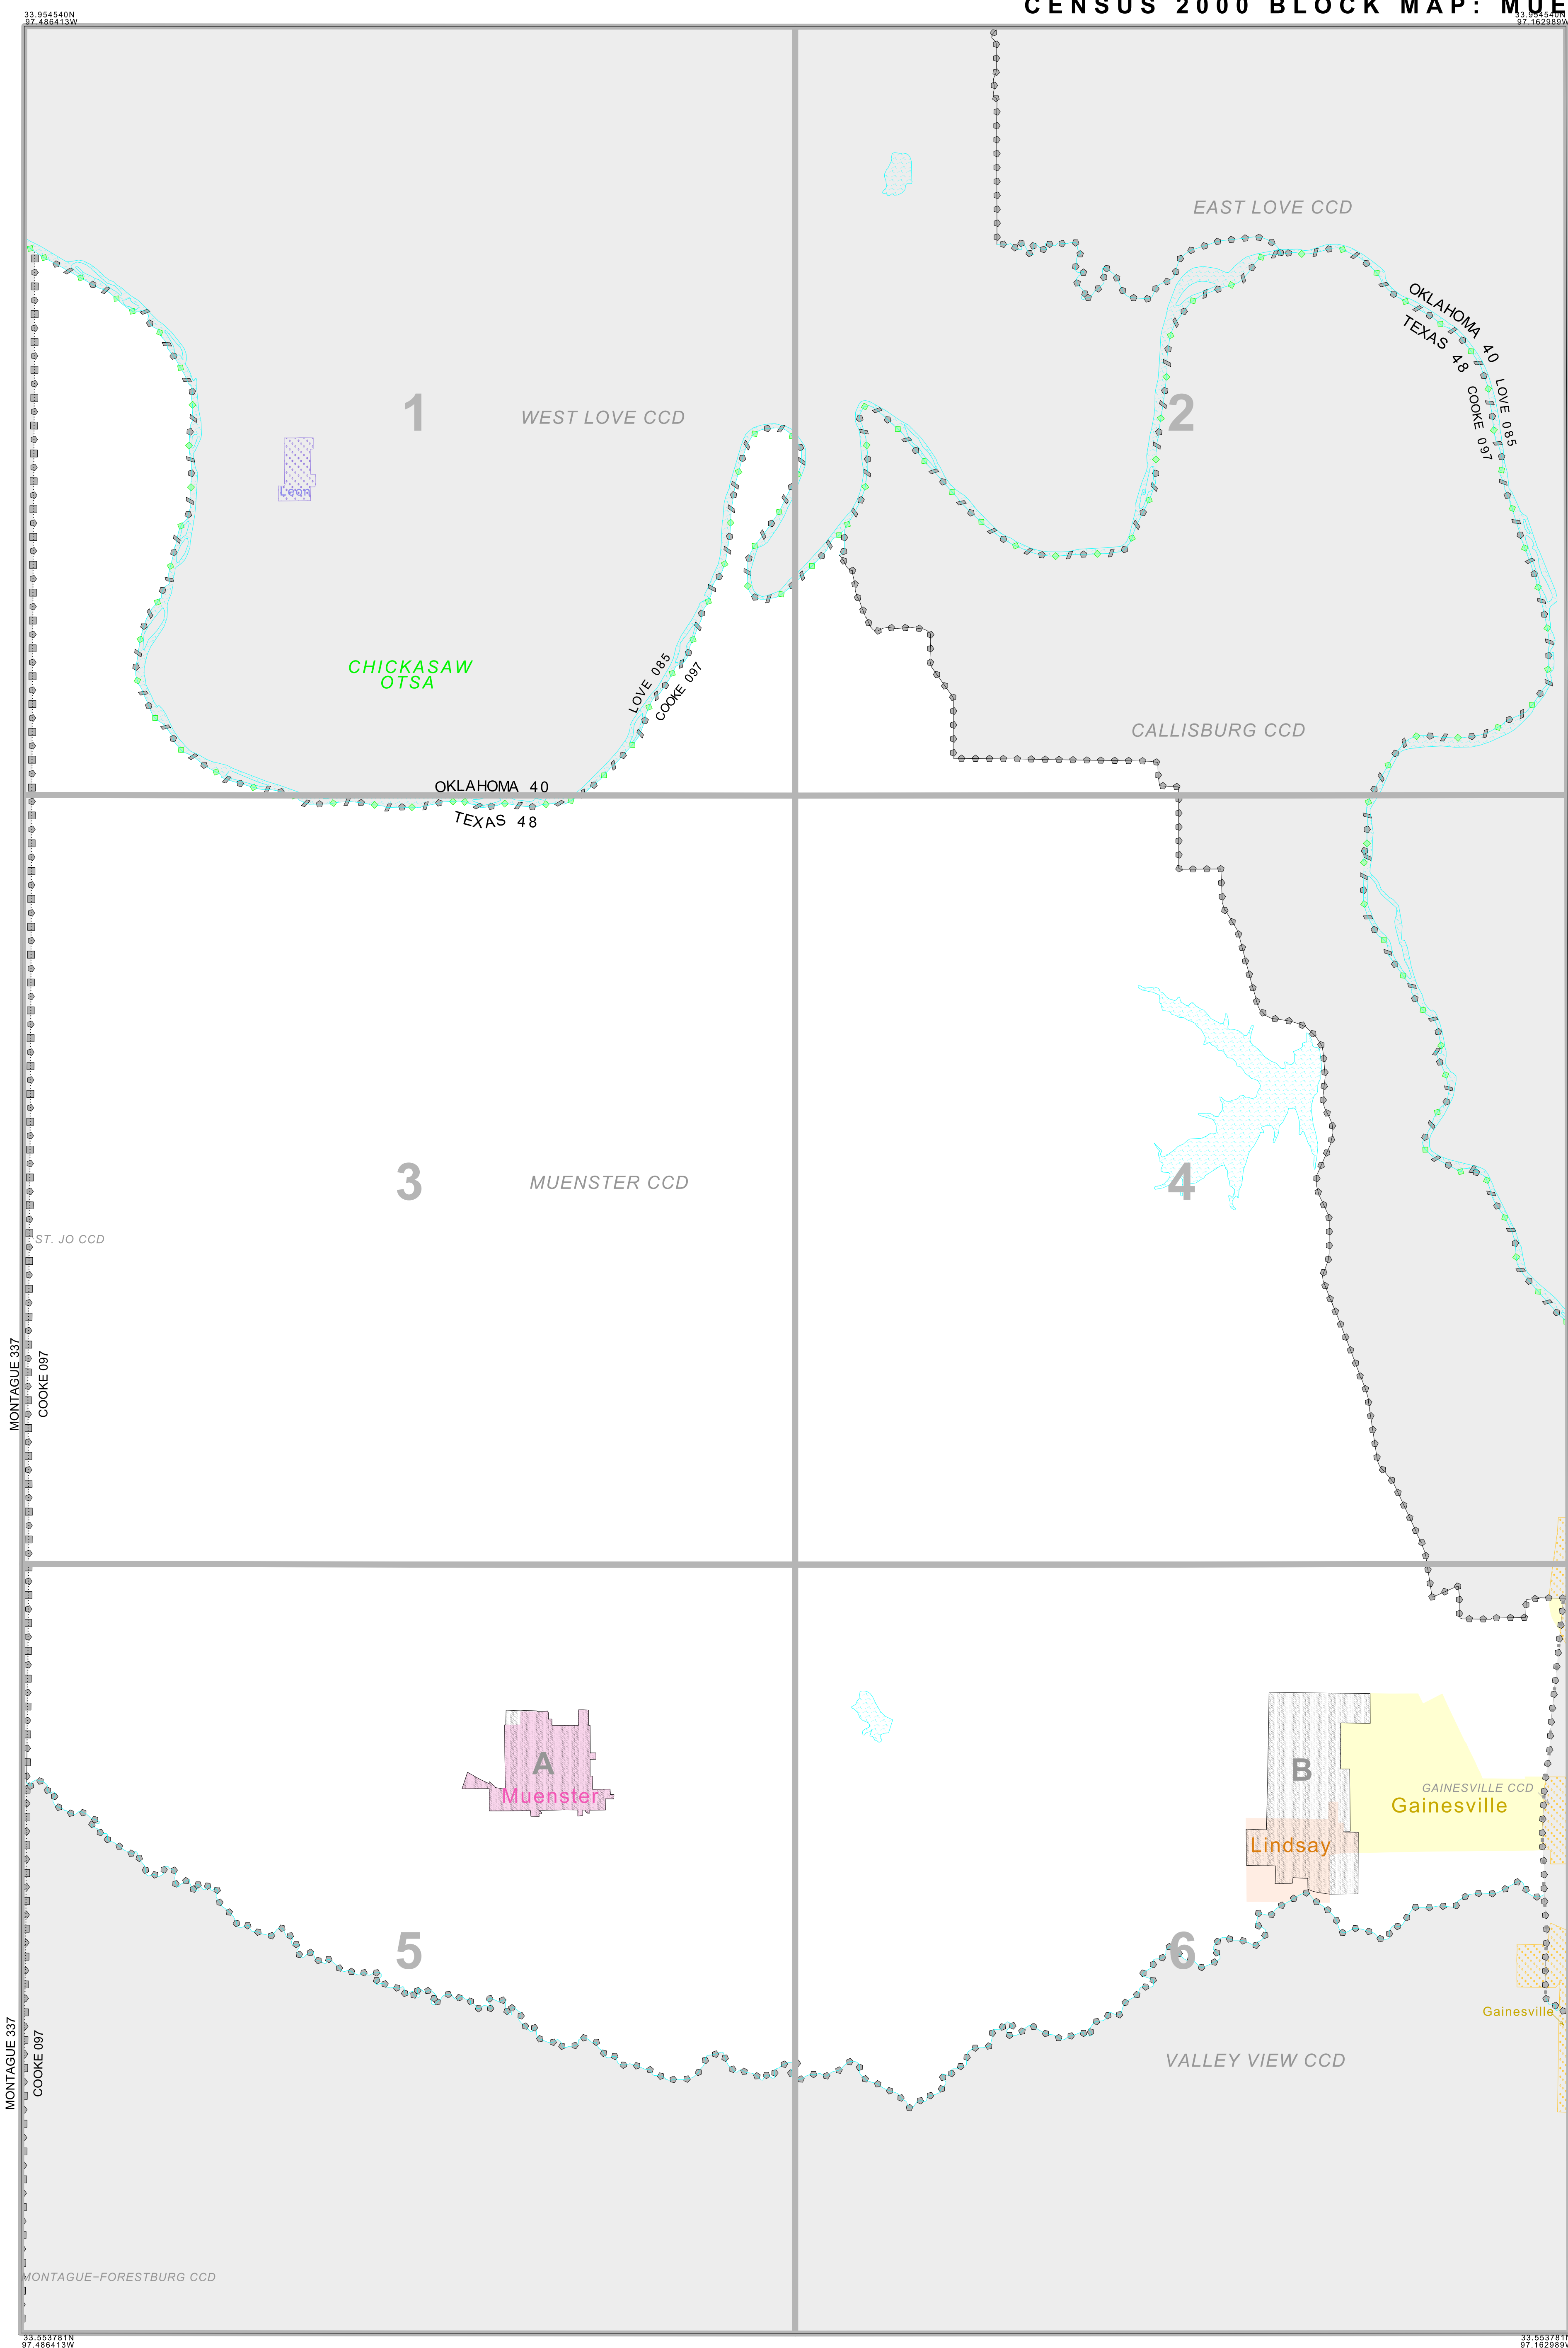 CENSUS 2000 BLOCK MAP: MUE
33.954540N
97.486413W
33.954540N
97.162989W
EAST LOVE CCD
OKLAHOMA 40
TEXAS 48
LOVE 085
COOKE 097
1
WEST LOVE CCD
2
Leon
CHICKASAW
OTSA
LOVE 085
COOKE 097
CALLISBURG CCD
OKLAHOMA 40
TEXAS 48
3
MUENSTER CCD
4
ST. JO CCD
MONTAGUE 337
COOKE 097
A
Muenster
B
GAINESVILLE CCD
Gainesville
Lindsay
5
6
Gainesville
MONTAGUE 337
COOKE 097
VALLEY VIEW CCD
MONTAGUE-FORESTBURG CCD
33.553781N
97.486413W
33.553781N
97.162989W